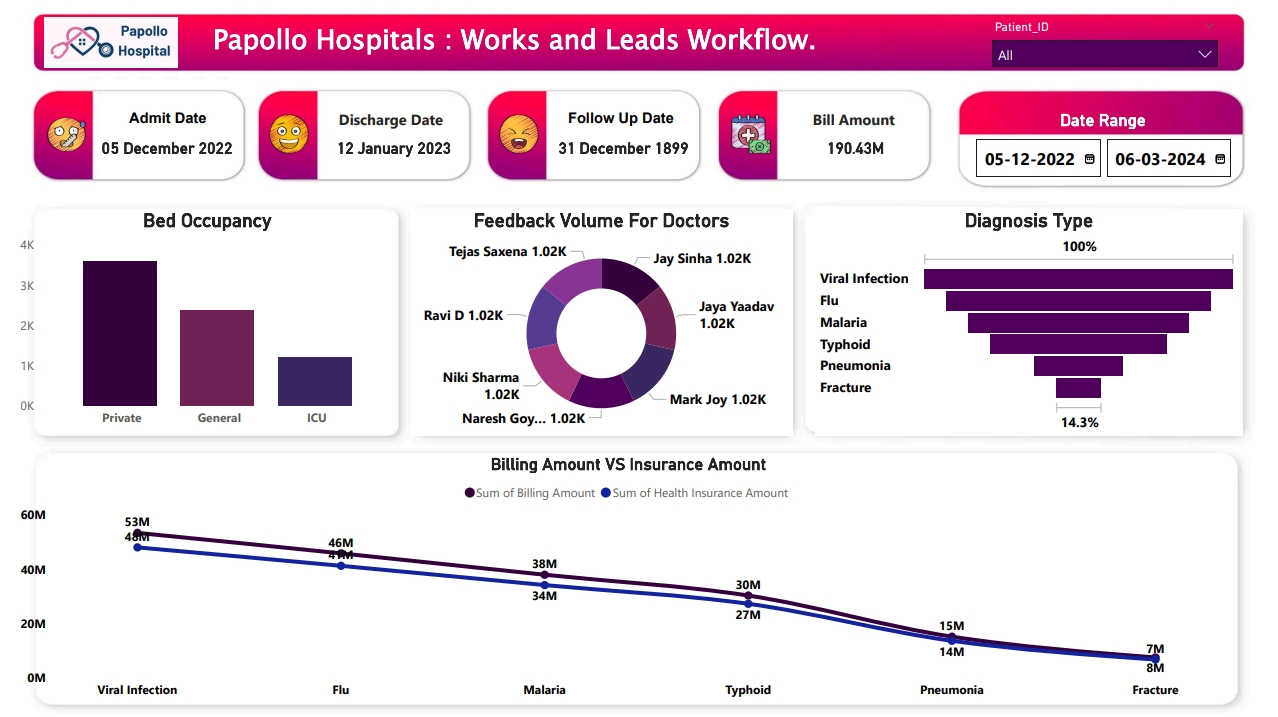 Papollo
Hospital
Papollo Hospitals : Works and Leads Workflow.
Patient_ID
All
Admit Date
05 December 2022
Discharge Date
12 January 2023
Follow Up Date
31 December 1899
Bill Amount
190.43M
Date Range
05-12-2022
06-03-2024
Bed Occupancy
4K
3K
2K
1K
0K
Private
General
ICU
Feedback Volume For Doctors
Tejas Saxena 1.02K
Jay Sinha 1.02K
Ravi D 1.02K
Jaya Yaadav
1.02K
Niki Sharma
1.02K
Mark Joy 1.02K
Naresh Goy... 1.02K
Diagnosis Type
100%
Viral Infection
Flu
Malaria
Typhoid
Pneumonia
Fracture
14.3%
Billing Amount VS Insurance Amount
Sum of Billing Amount
Sum of Health Insurance Amount
60M
40M
20M
0M
53M
48M
46M
38M
34M
30M
27M
15M
14M
7M
8M
Viral Infection
Flu
Malaria
Typhoid
Pneumonia
Fracture